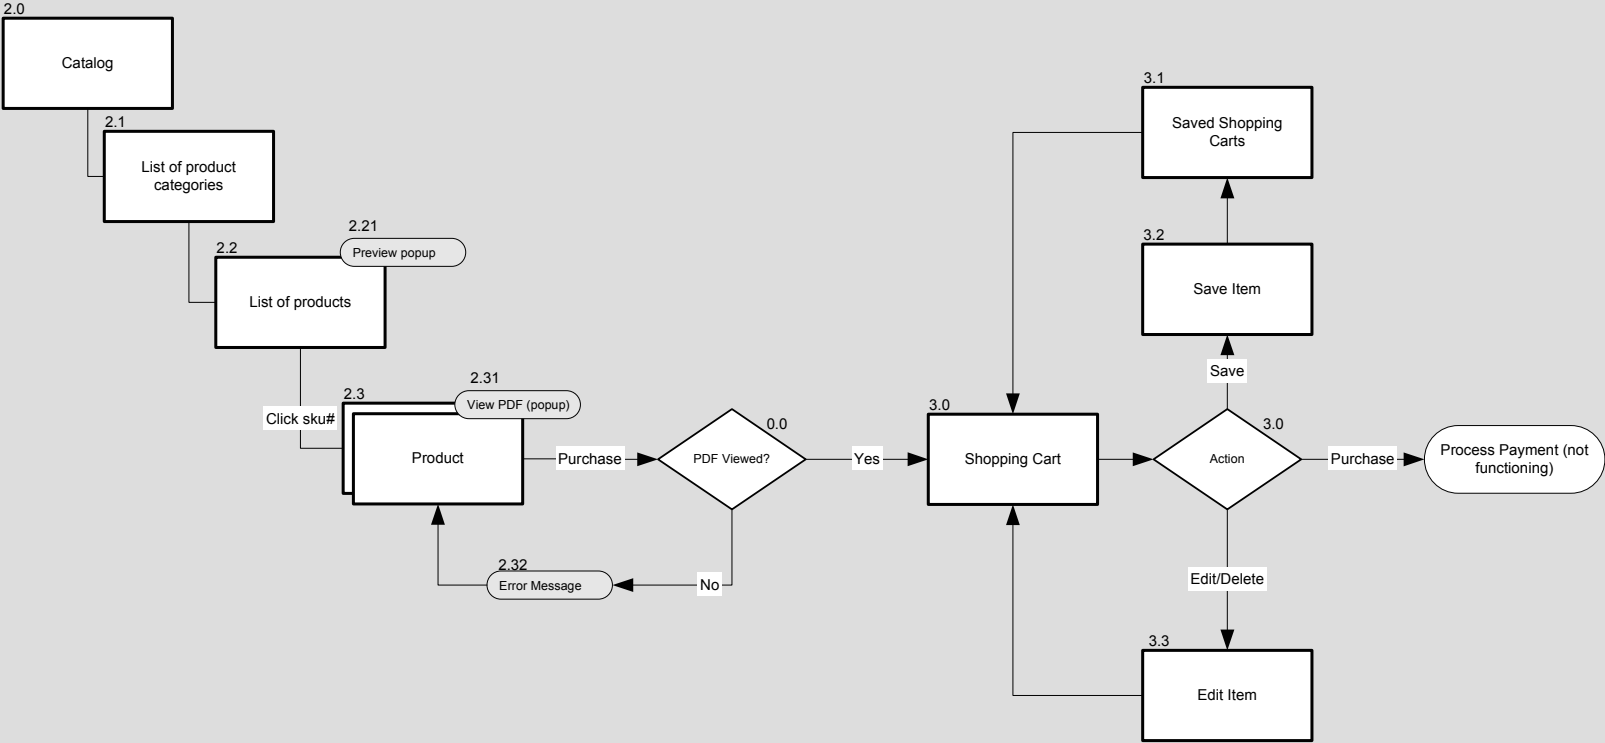 2.0
Catalog
2.1
List of product
categories
2.21
Preview popup
2.2
List of products
Click sku#
2.3
2.31
View PDF (popup)
Product
Purchase
0.0
PDF Viewed?
Yes
No
2.32
Error Message
3.0
Shopping Cart
3.0
Action
Purchase
Process Payment (not
functioning)
Save
3.2
Save Item
3.1
Saved Shopping
Carts
Edit/Delete
3.3
Edit Item